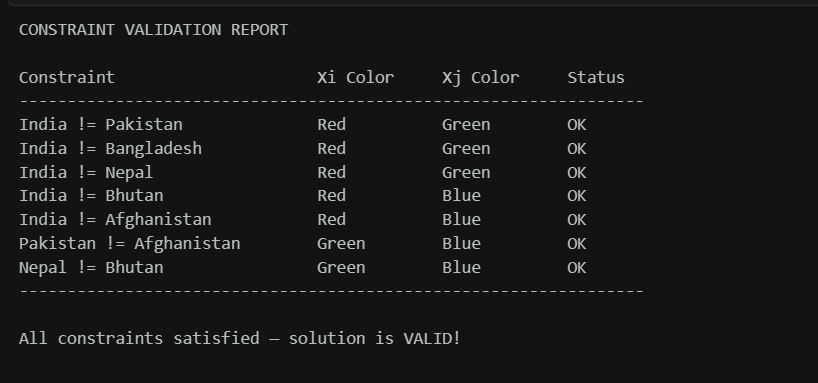 CONSTRAINT VALIDATION REPORT
Constraint Xi Color Xj Color Status
-----------------------------------------------------------------
India != Pakistan Red Green OK
India != Bangladesh Red Green OK
India != Nepal Red Green OK
India != Bhutan Red Blue OK
India != Afghanistan Red Blue OK
Pakistan != Afghanistan Green Blue OK
Nepal != Bhutan Green Blue OK
-----------------------------------------------------------------
All constraints satisfied — solution is VALID!